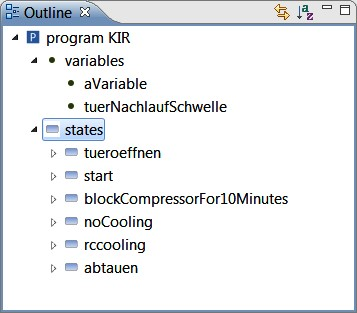 Outline
program KIR
variables
aVariable
tuerNachlaufSchwelle
states
tueroeffnen
start
blockCompressorFor10Minutes
noCooling
rccooling
abtauen